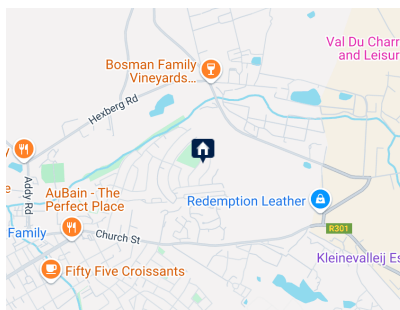 Val Du Charr
and Leisur
Bosman Family
Vineyards...
Hexberg Rd
y
e
Addy Rd
AuBain - The
Perfect Place
Redemption Leather
Family
Church St
R301
Kleinevalleij Es
Fifty Five Croissants